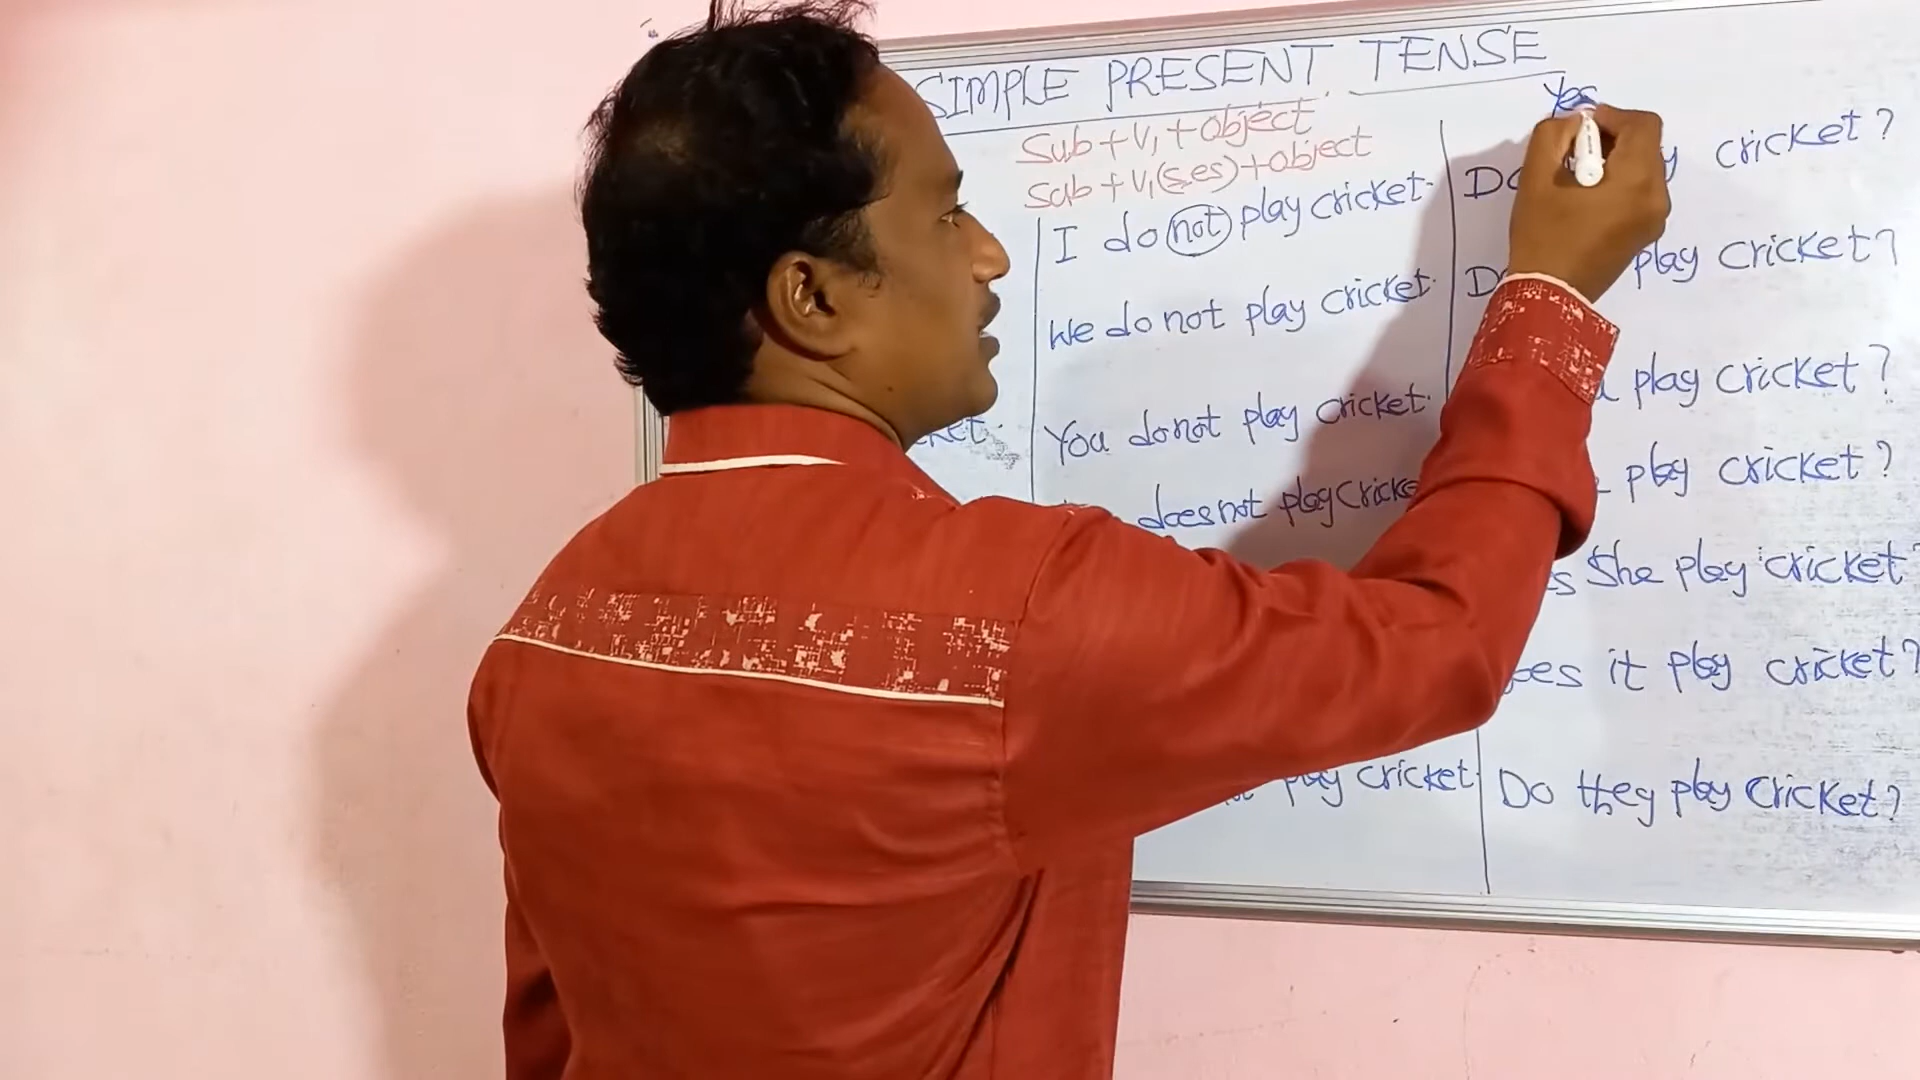 SIMPLE PRESENT TENSE
Sub + V1 + object
Sub + V1(s.es) + object
Yes
I do not play cricket.
We do not play cricket.
You do not play cricket.
does not play cricke
play cricket.
cricket?
play cricket?
play cricket?
play cricket?
She play cricket?
it play cricket?
Do they play cricket?